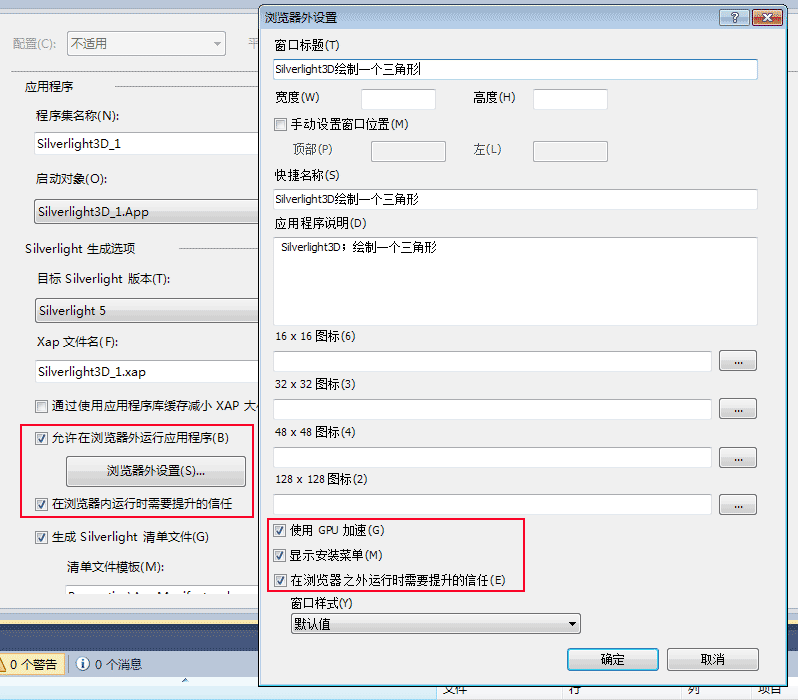 配置(C):
不适用
平
应用程序
程序集名称(N):
Silverlight3D_1
启动对象(O):
Silverlight3D_1.App
Silverlight 生成选项
目标 Silverlight 版本(T):
Silverlight 5
Xap 文件名(F):
Silverlight3D_1.xap
通过使用应用程序库缓存减小 XAP 大
允许在浏览器外运行应用程序(B)
浏览器外设置(S)...
在浏览器内运行时需要提升的信任
生成 Silverlight 清单文件(G)
清单文件模板(M):
0 个警告
0 个消息
浏览器外设置
窗口标题(T)
Silverlight3D绘制一个三角形
宽度(W)
高度(H)
手动设置窗口位置(M)
顶部(P)
左(L)
快捷名称(S)
Silverlight3D绘制一个三角形
应用程序说明(D)
Silverlight3D；绘制一个三角形
16 x 16 图标(6)
...
32 x 32 图标(3)
...
48 x 48 图标(4)
...
128 x 128 图标(2)
...
使用 GPU 加速(G)
显示安装菜单(M)
在浏览器之外运行时需要提升的信任(E)
窗口样式(Y)
默认值
确定
取消
文件
行
列
项目